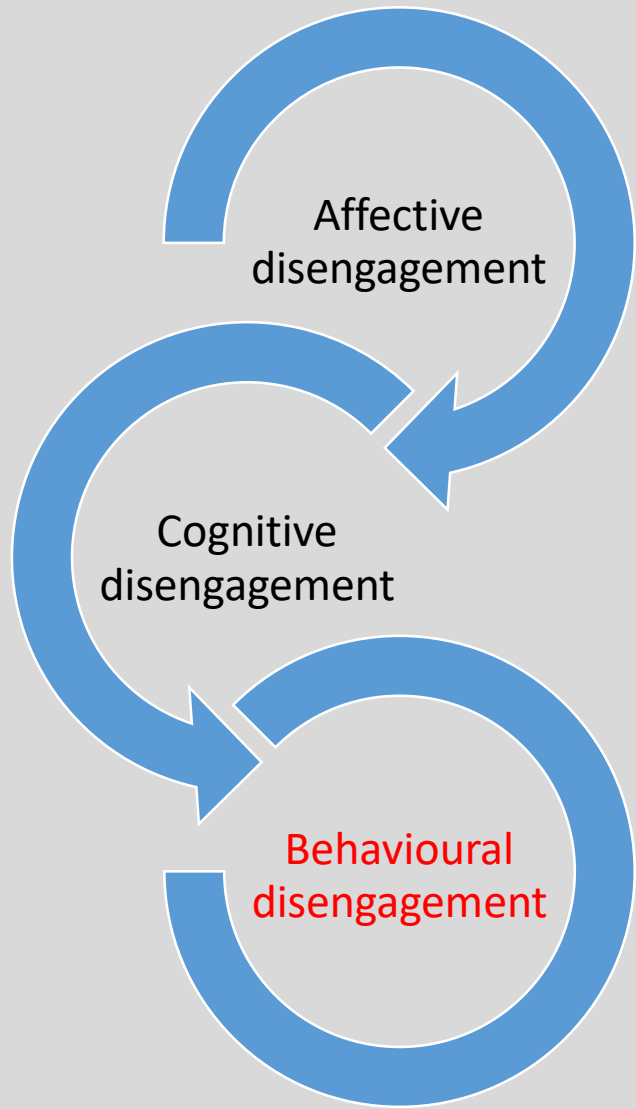 Affective
disengagement
Cognitive
disengagement
Behavioural
disengagement